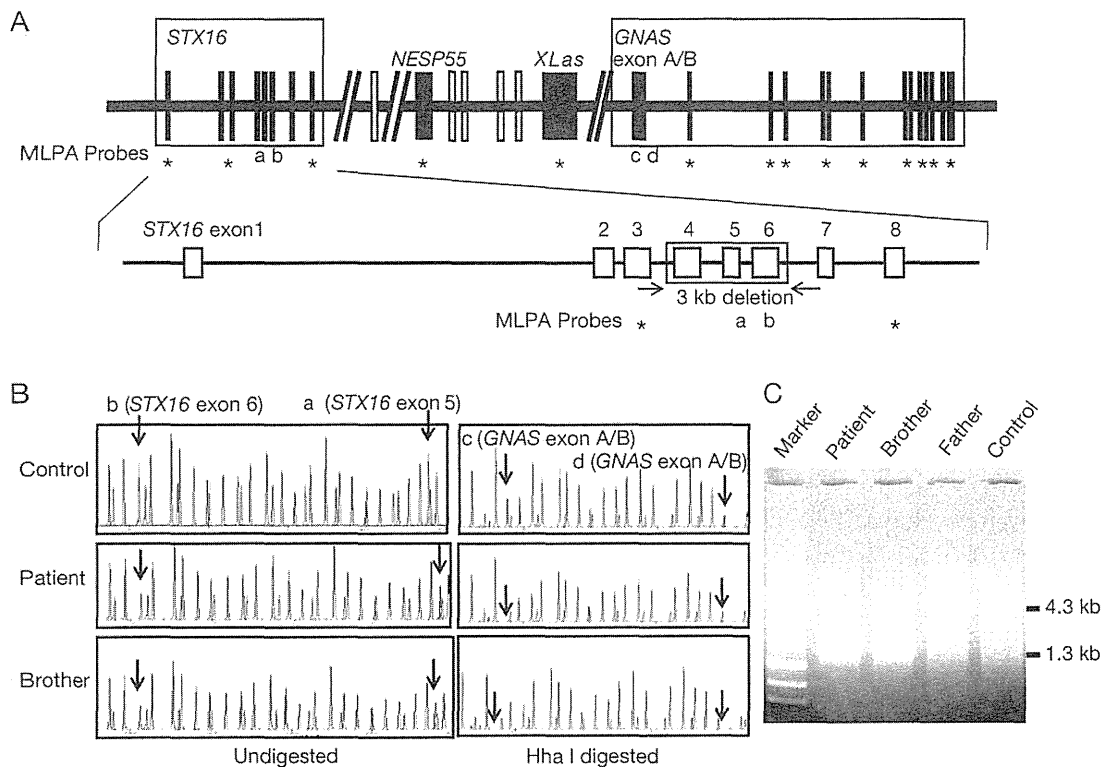 A
STX16
NESP55
XLas
GNAS
exon A/B
MLPA Probes
* * a b * * * c d * * * * * * * * * *
STX16 exon1
2 3 4 5 6 7 8
3 kb deletion
MLPA Probes * a b *
B
b (STX16 exon 6)
a (STX16 exon 5)
c (GNAS exon A/B)
d (GNAS exon A/B)
Control
Patient
Brother
Undigested
Hha I digested
C
Marker
Patient
Brother
Father
Control
4.3 kb
1.3 kb